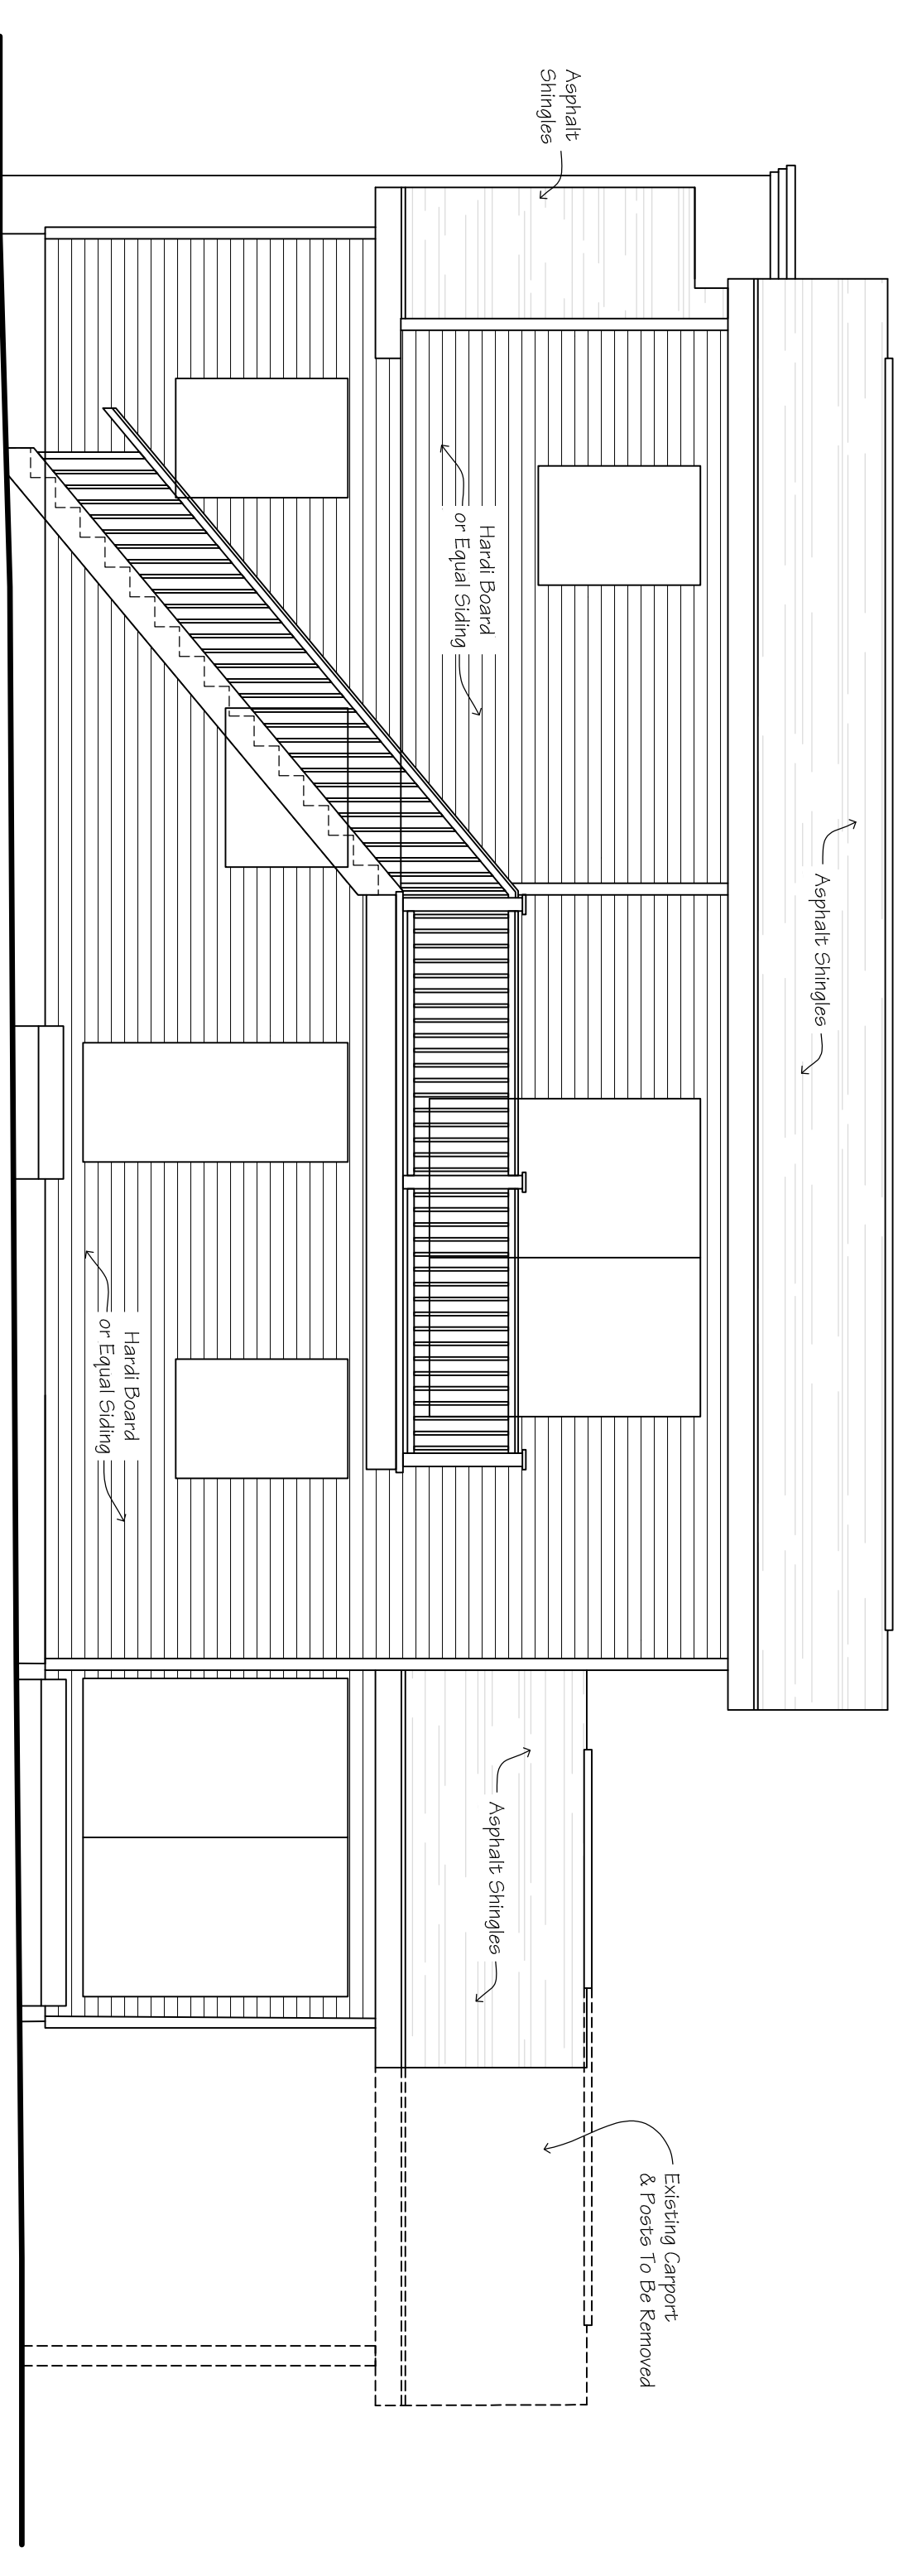 Asphalt
Shingles
Hardi Board
or Equal Siding
Asphalt Shingles
Hardi Board
or Equal Siding
Asphalt Shingles
Existing Carport
& Posts To Be Removed